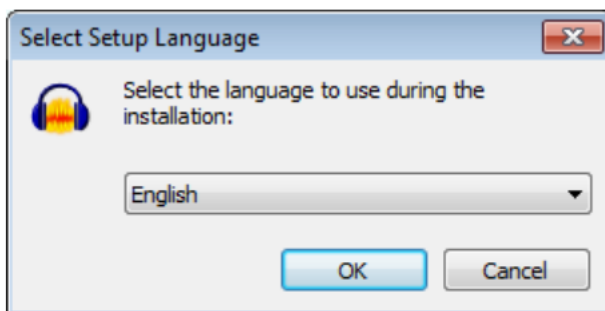 Select Setup Language
Select the language to use during the
installation:
English
OK
Cancel